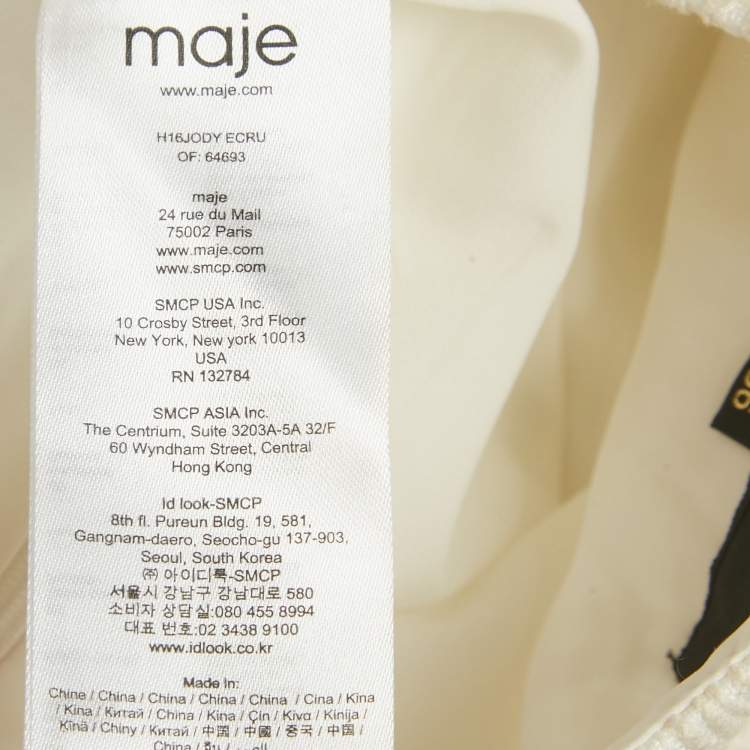 maje
www.maje.com
H16JODY ECRU
OF: 64693
maje
24 rue du Mail
75002 Paris
www.maje.com
www.smcp.com
SMCP USA Inc.
10 Crosby Street, 3rd Floor
New York, New york 10013
USA
RN 132784
SMCP ASIA Inc.
The Centrium, Suite 3203A-5A 32/F
60 Wyndham Street, Central
Hong Kong
Id look-SMCP
8th fl. Pureun Bldg. 19, 581,
Gangnam-daero, Seocho-gu 137-903,
Seoul, South Korea
㈜ 아이디룩-SMCP
서울시 강남구 강남대로 580
소비자 상담실:080 455 8994
대표 번호:02 3438 9100
www.idlook.co.kr
Made In:
Chine / China / China / China / China / Cina / Kina
/ Kina / Китай / China / Kina / Çin / Κίνα / Kinija /
Kīnā / Chiny / Китай / 中国 / 中國 / 중국 / 中国 /
China /